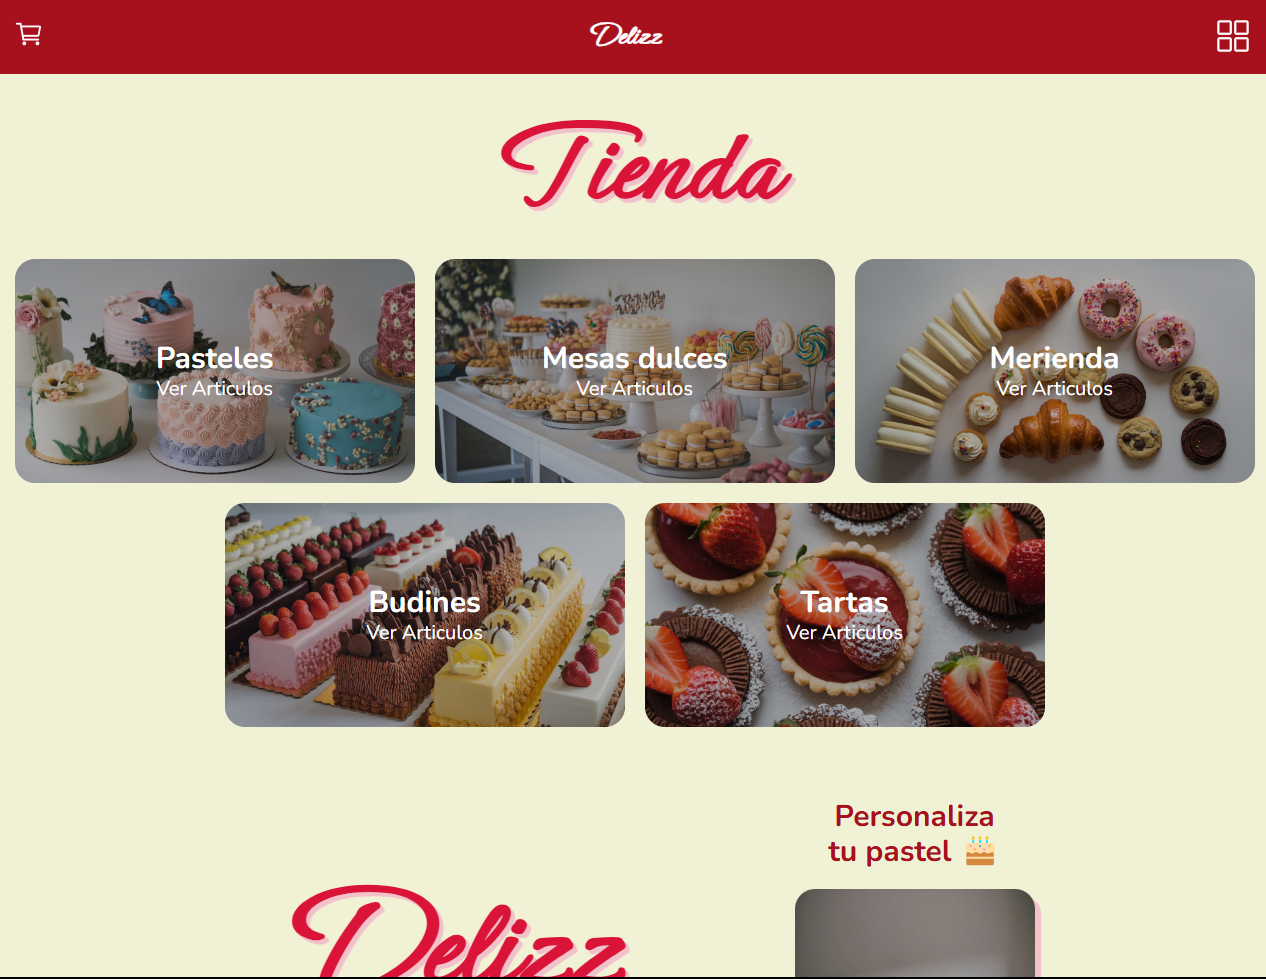 Delizz
Tienda
Pasteles
Ver Articulos
Mesas dulces
Ver Articulos
Merienda
Ver Articulos
Budines
Ver Articulos
Tartas
Ver Articulos
Personaliza
tu pastel 🎂
Delizz